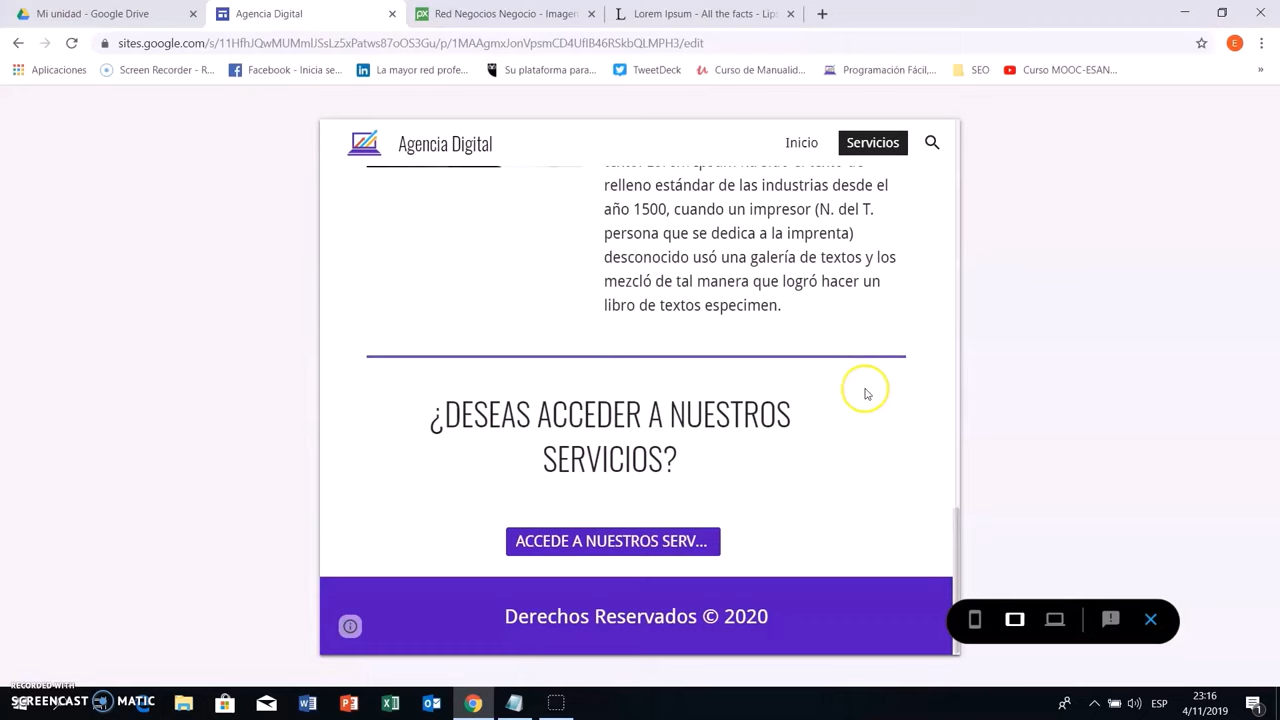 Mi unidad - Google Drive
Agencia Digital
Red Negocios Negocio - Imagen
Lorem Ipsum - All the facts - Lips
sites.google.com/s/11HfhJQwMUMmIJSsLz5xPatws87oOS3Gu/p/1MAAgmxJonVpsmCD4UfIB46RSkbQLMPH3/edit
E
Aplicaciones
Screen Recorder - R...
Facebook - Inicia se...
La mayor red profe...
Su plataforma para...
TweetDeck
Curso de Manualid...
Programación Fácil,...
SEO
Curso MOOC-ESAN...
»
Agencia Digital
Inicio
Servicios
relleno estándar de las industrias desde el
año 1500, cuando un impresor (N. del T.
persona que se dedica a la imprenta)
desconocido usó una galería de textos y los
mezcló de tal manera que logró hacer un
libro de textos especimen.
¿DESEAS ACCEDER A NUESTROS
SERVICIOS?
ACCEDE A NUESTROS SERV...
Derechos Reservados © 2020
RECORDED WITH
SCREENCAST MATIC
ESP
23:16
4/11/2019
1